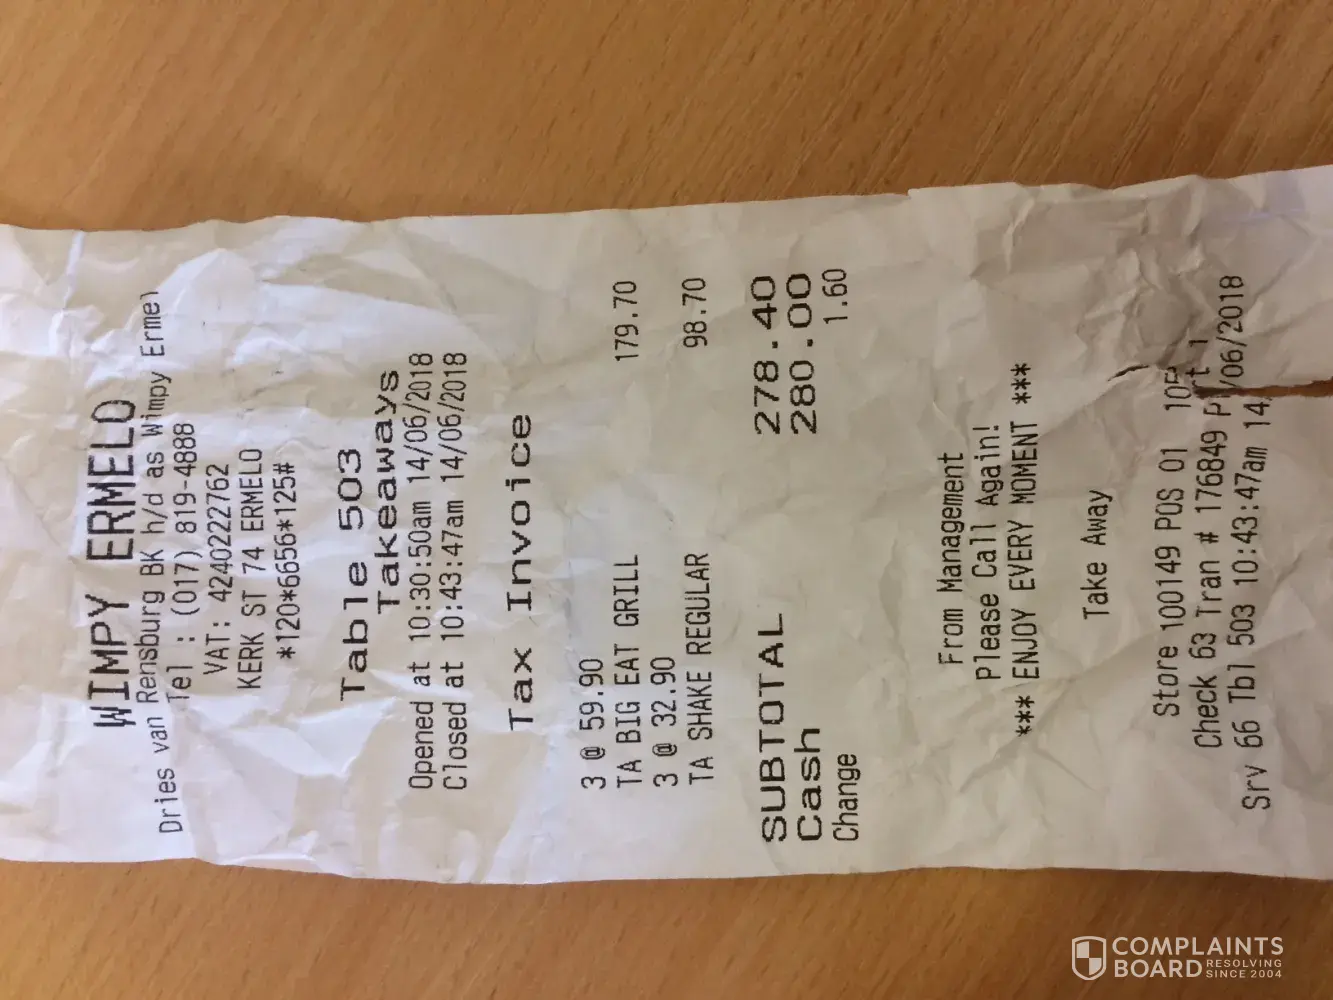 WIMPY ERMELO
Dries van Rensburg BK h/d as Wimpy Ermel
Tel : (017) 819-4888
VAT: 4240222762
KERK ST 74 ERMELO
*120*6656*125#
Table 503
Takeaways
Opened at 10:30:50am 14/06/2018
Closed at 10:43:47am 14/06/2018
Tax Invoice
3 @ 59.90
TA BIG EAT GRILL 179.70
3 @ 32.90
TA SHAKE REGULAR 98.70
SUBTOTAL 278.40
Cash 280.00
Change 1.60
From Management
Please Call Again!
*** ENJOY EVERY MOMENT ***
Take Away
Store 100149 POS 01
Check 63 Tran # 176849 1
Srv 66 Tbl 503 10:43:47am 14/06/2018
COMPLAINTS
BOARD RESOLVING
SINCE 2004